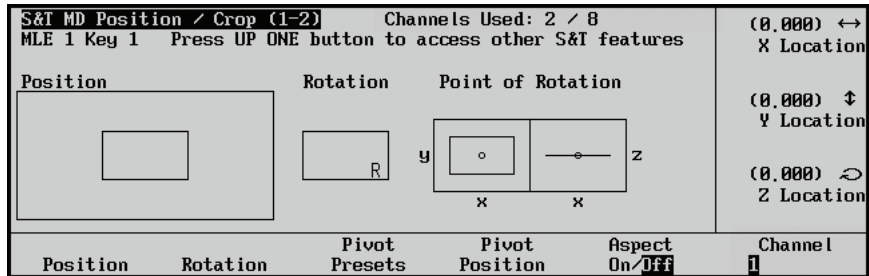 S&T MD Position / Crop (1-2) Channels Used: 2 / 8
MLE 1 Key 1 Press UP ONE button to access other S&T features
(0.000) ↔
X Location
(0.000) ↕
Y Location
(0.000)
Z Location
Position Rotation Point of Rotation
R
y
z
x x
Position
Rotation
Pivot
Presets
Pivot
Position
Aspect
On/Off
Channel
1